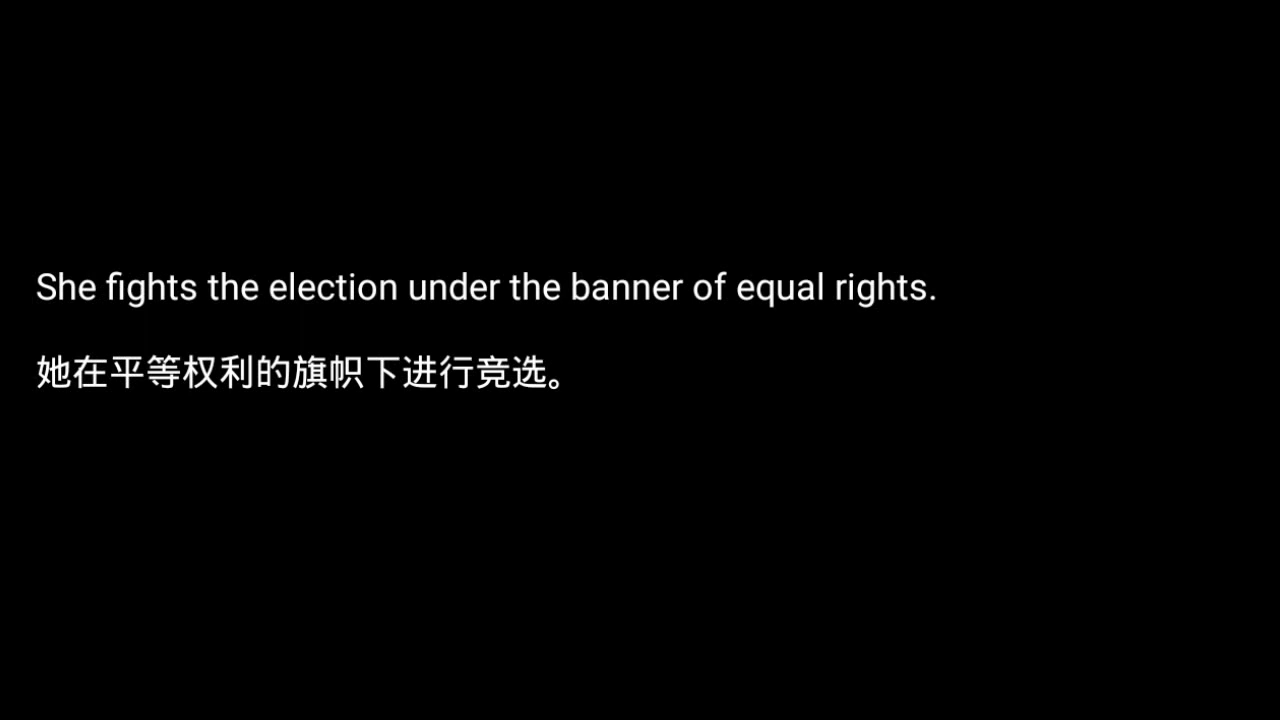 She fights the election under the banner of equal rights.
她在平等权利的旗帜下进行竞选。